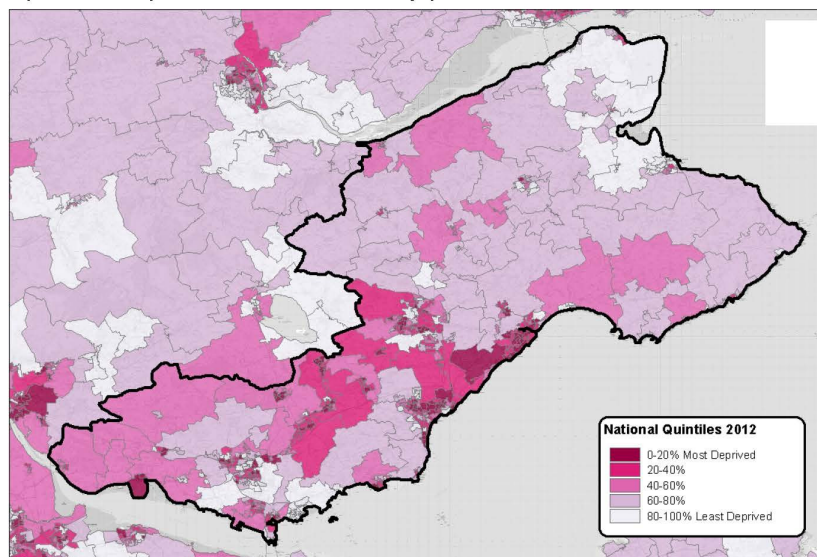 National Quintiles 2012
0-20% Most Deprived
20-40%
40-60%
60-80%
80-100% Least Deprived